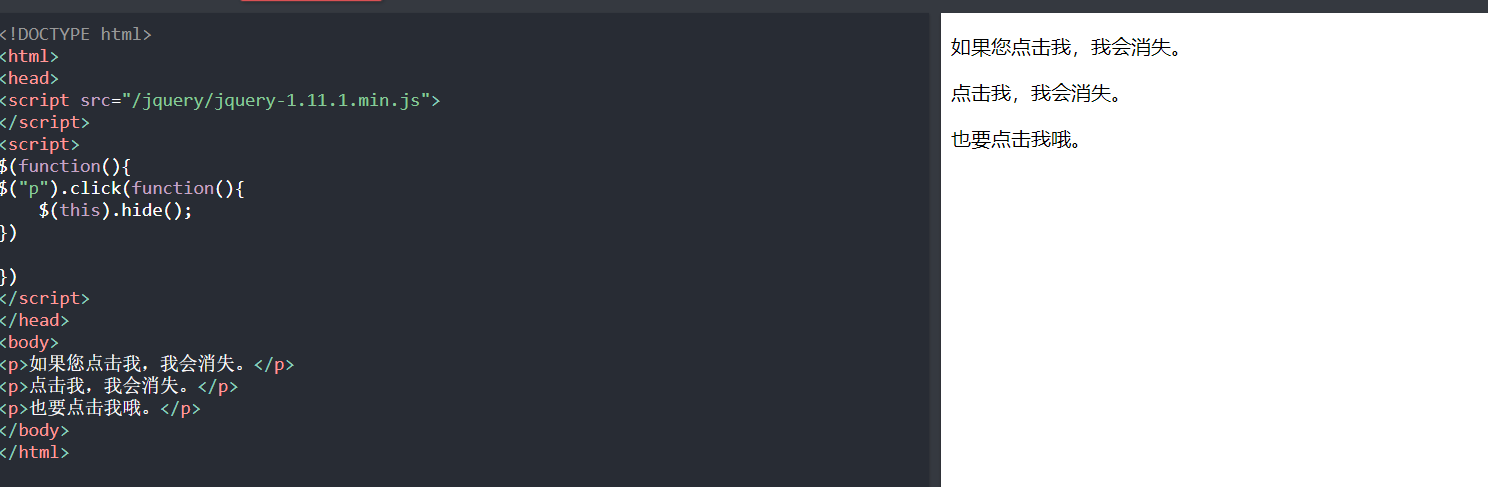 <!DOCTYPE html>
<html>
<head>
<script src="/jquery/jquery-1.11.1.min.js">
</script>
<script>
$(function(){
$("p").click(function(){
    $(this).hide();
})
})
</script>
</head>
<body>
<p>如果您点击我，我会消失。</p>
<p>点击我，我会消失。</p>
<p>也要点击我哦。</p>
</body>
</html>
如果您点击我，我会消失。
点击我，我会消失。
也要点击我哦。